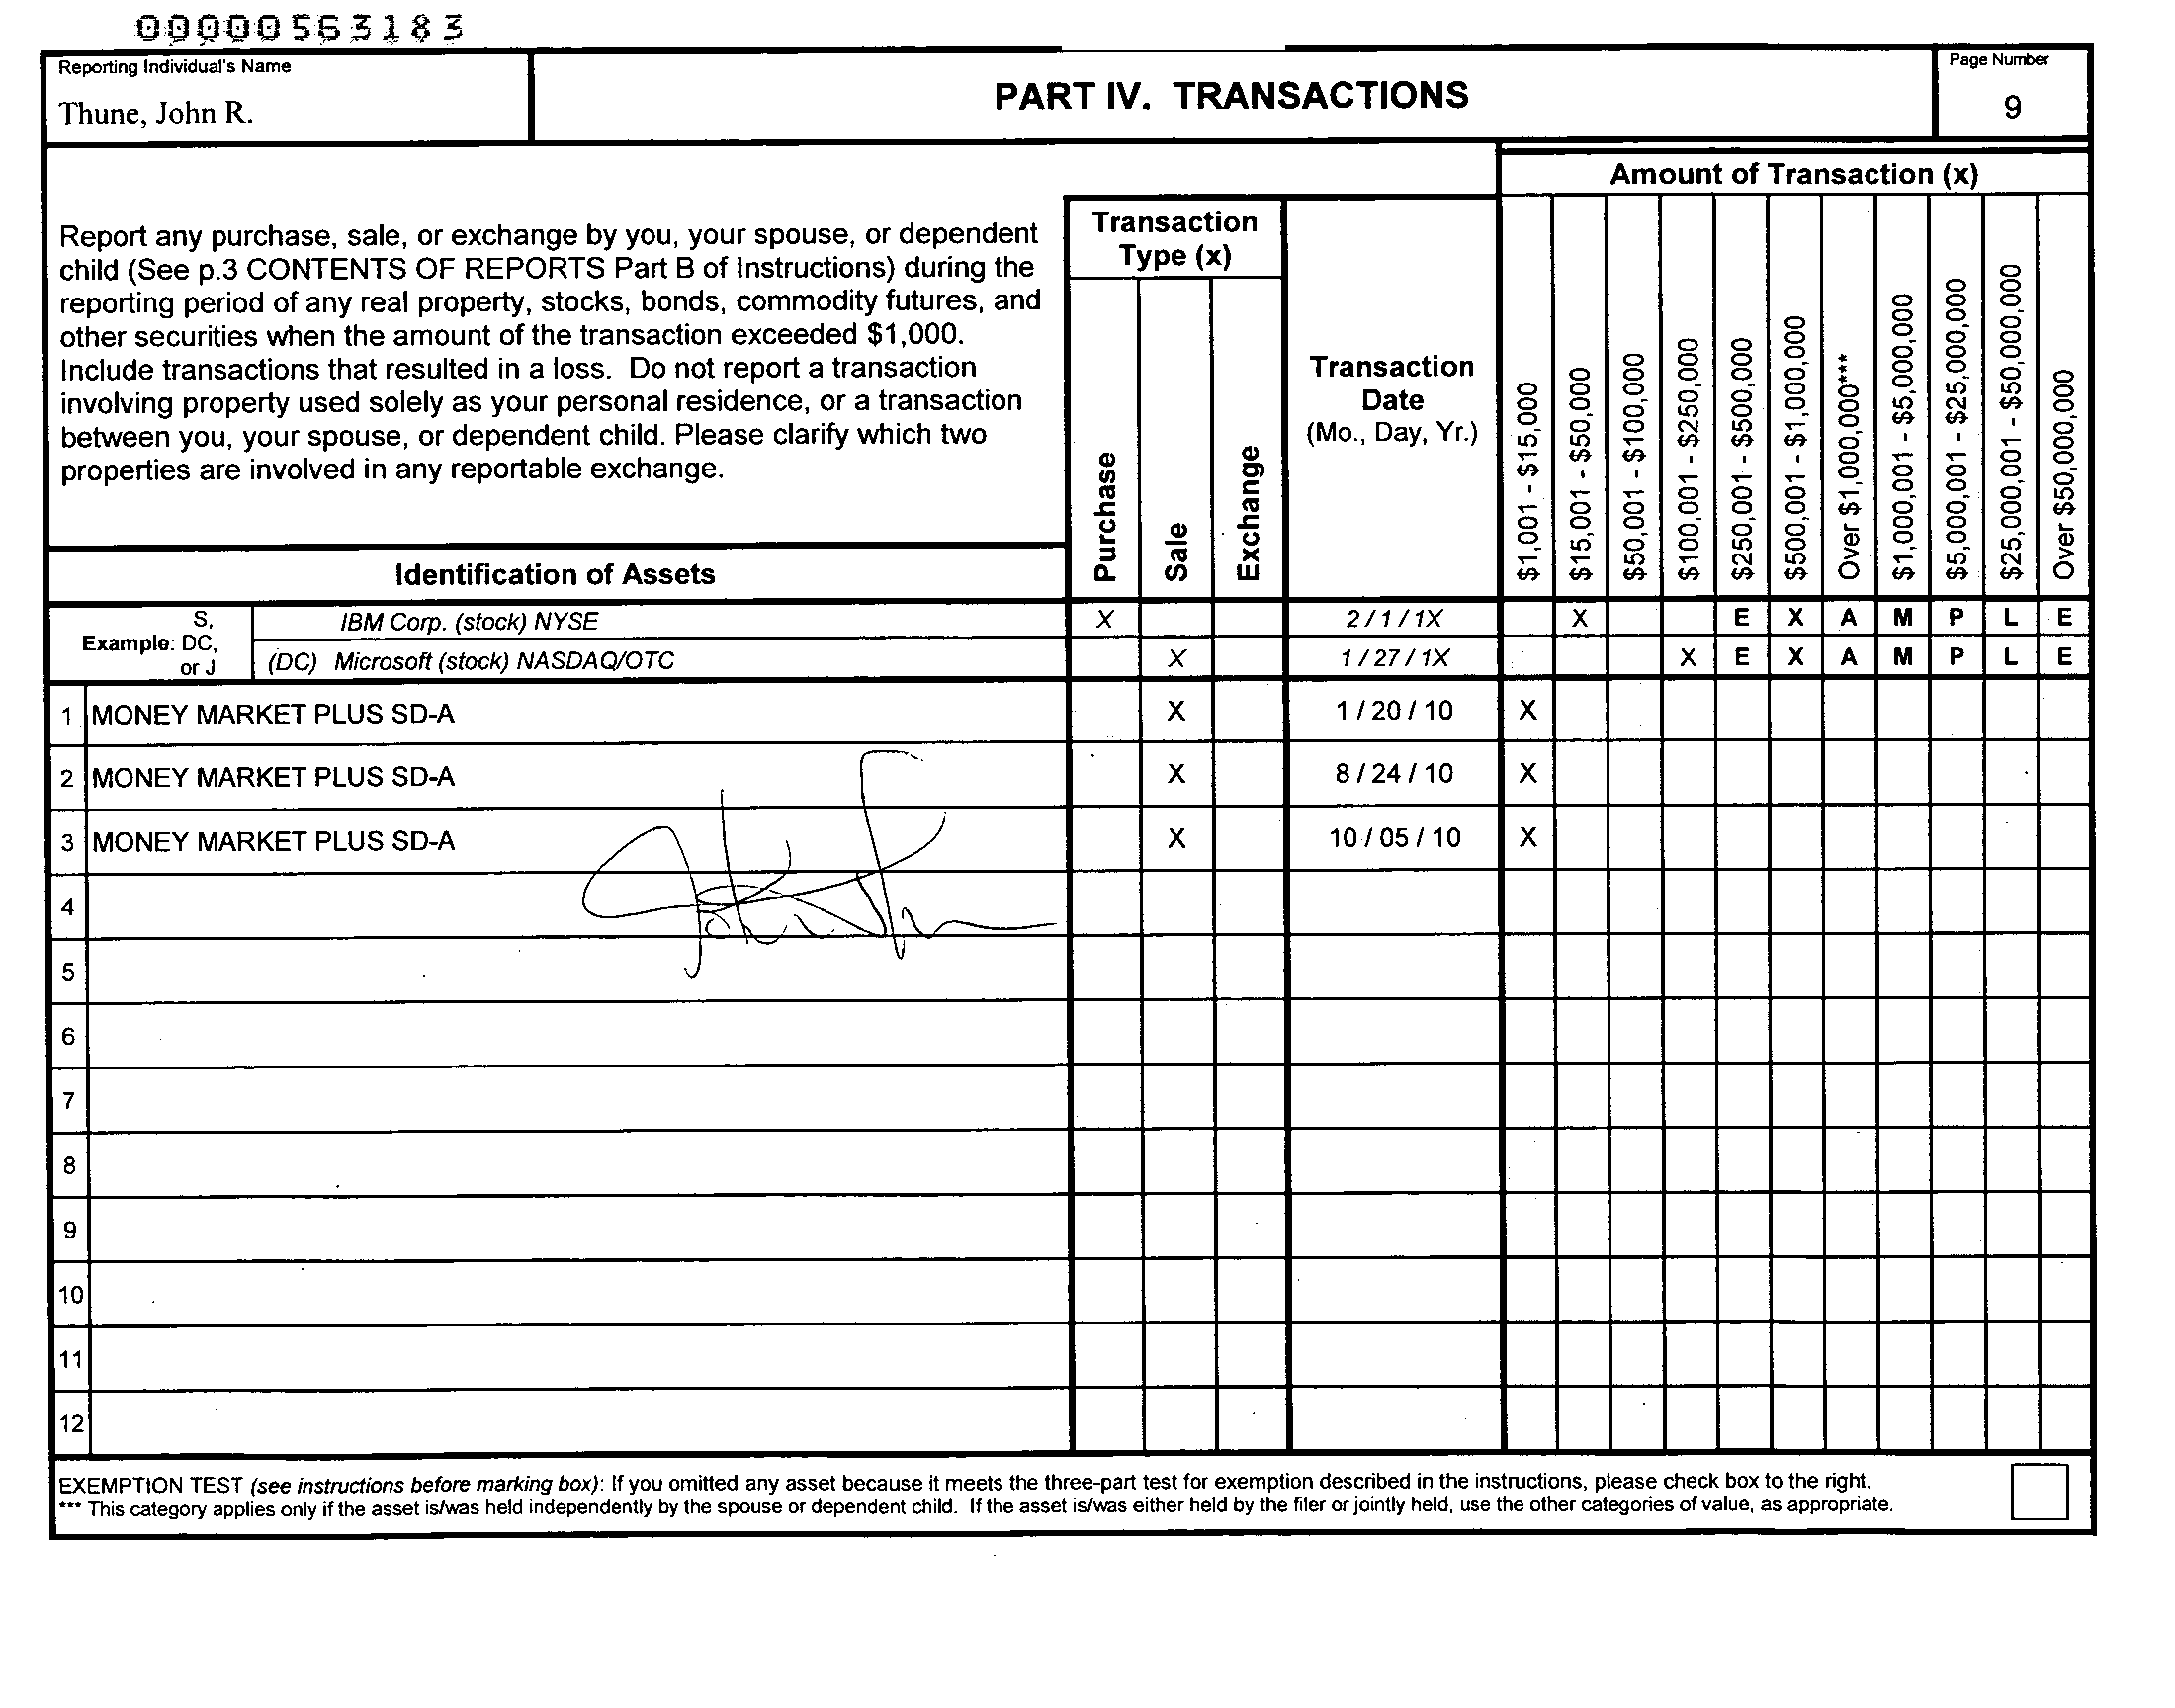 00000563183
Reporting Individual's Name
Thune, John R.
PART IV. TRANSACTIONS
Page Number
9
Report any purchase, sale, or exchange by you, your spouse, or dependent
child (See p.3 CONTENTS OF REPORTS Part B of Instructions) during the
reporting period of any real property, stocks, bonds, commodity futures, and
other securities when the amount of the transaction exceeded $1,000.
Include transactions that resulted in a loss. Do not report a transaction
involving property used solely as your personal residence, or a transaction
between you, your spouse, or dependent child. Please clarify which two
properties are involved in any reportable exchange.
Identification of Assets
Transaction
Type (x)
Purchase
Sale
Exchange
Transaction
Date
(Mo., Day, Yr.)
Amount of Transaction (x)
$1,001 - $15,000
$15,001 - $50,000
$50,001 - $100,000
$100,001 - $250,000
$250,001 - $500,000
$500,001 - $1,000,000
Over $1,000,000***
$1,000,001 - $5,000,000
$5,000,001 - $25,000,000
$25,000,001 - $50,000,000
Over $50,000,000
Example:
S,
DC,
or J
IBM Corp. (stock) NYSE X 2 / 1 / 1X X E X A M P L E
(DC) Microsoft (stock) NASDAQ/OTC X 1 / 27 / 1X X E X A M P L E
1 MONEY MARKET PLUS SD-A X 1 / 20 / 10 X
2 MONEY MARKET PLUS SD-A X 8 / 24 / 10 X
3 MONEY MARKET PLUS SD-A X 10 / 05 / 10 X
4
5
6
7
8
9
10
11
12
EXEMPTION TEST (see instructions before marking box): If you omitted any asset because it meets the three-part test for exemption described in the instructions, please check box to the right.
*** This category applies only if the asset is/was held independently by the spouse or dependent child. If the asset is/was either held by the filer or jointly held, use the other categories of value, as appropriate.